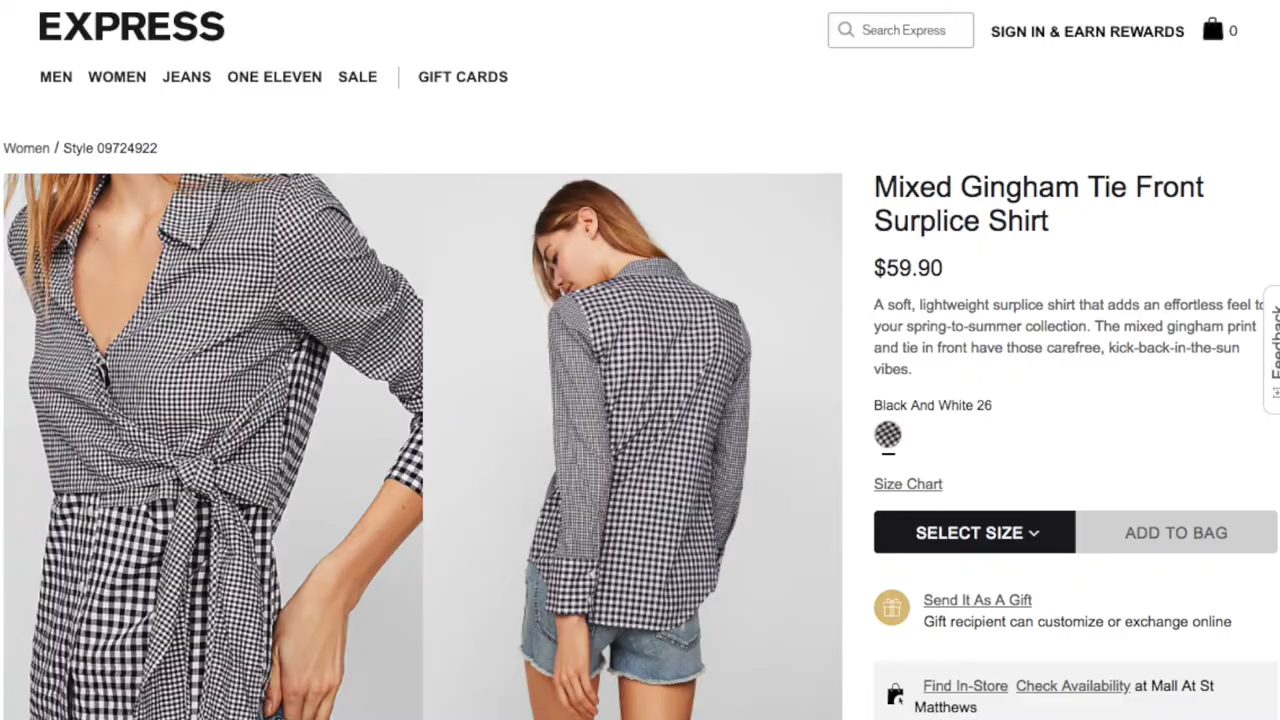 EXPRESS
Search Express
SIGN IN & EARN REWARDS
0
MEN WOMEN JEANS ONE ELEVEN SALE GIFT CARDS
Women / Style 09724922
Mixed Gingham Tie Front
Surplice Shirt
$59.90
A soft, lightweight surplice shirt that adds an effortless feel to
your spring-to-summer collection. The mixed gingham print
and tie in front have those carefree, kick-back-in-the-sun
vibes.
Feedback
Black And White 26
Size Chart
SELECT SIZE
ADD TO BAG
Send It As A Gift
Gift recipient can customize or exchange online
Find In-Store Check Availability at Mall At St
Matthews